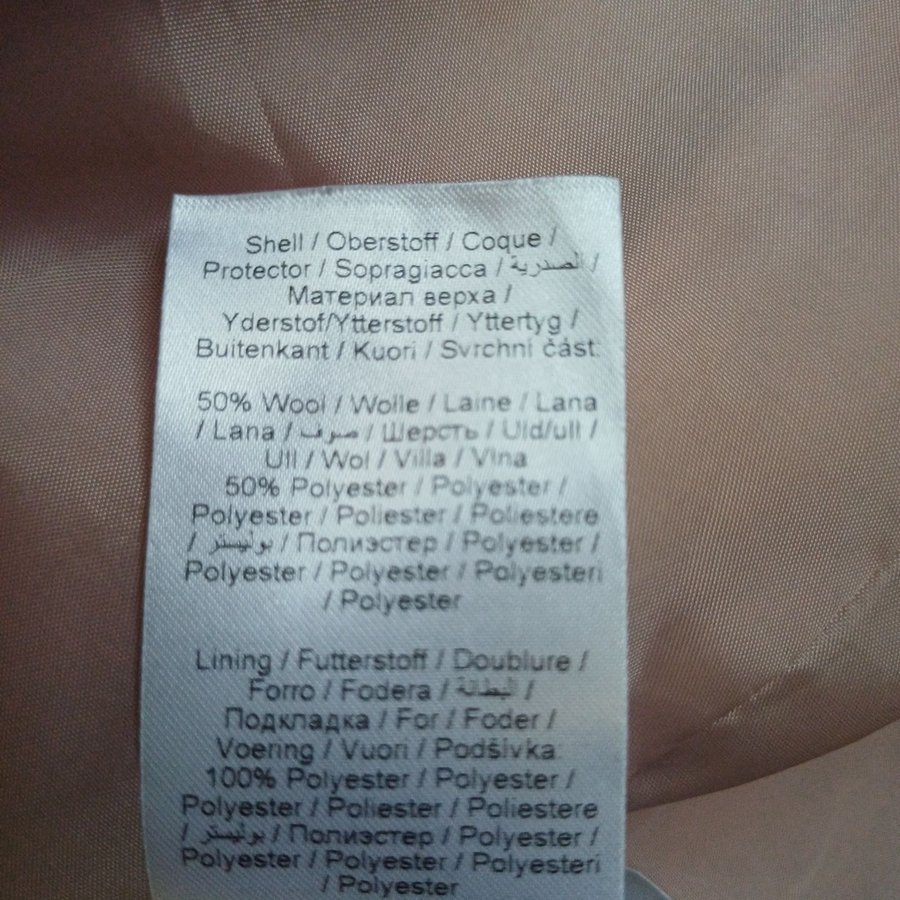 Shell / Oberstoff / Coque /
Protector / Sopragiacca / الصدرية /
Материал верха /
Yderstof/Ytterstoff / Yttertyg /
Buitenkant / Kuori / Svrchní část:
50% Wool / Wolle / Laine / Lana
/ Lana / صوف / Шерсть / Uld/ull /
Ull / Wol / Villa / Vlna
50% Polyester / Polyester /
Polyester / Poliester / Poliestere
/ بوليستر / Полиэстер / Polyester /
Polyester / Polyester / Polyesteri
/ Polyester
Lining / Futterstoff / Doublure /
Forro / Fodera / البطانة /
Подкладка / For / Foder /
Voering / Vuori / Podšívka:
100% Polyester / Polyester /
Polyester / Poliester / Poliestere
/ بوليستر / Полиэстер / Polyester /
Polyester / Polyester / Polyesteri
/ Polyester